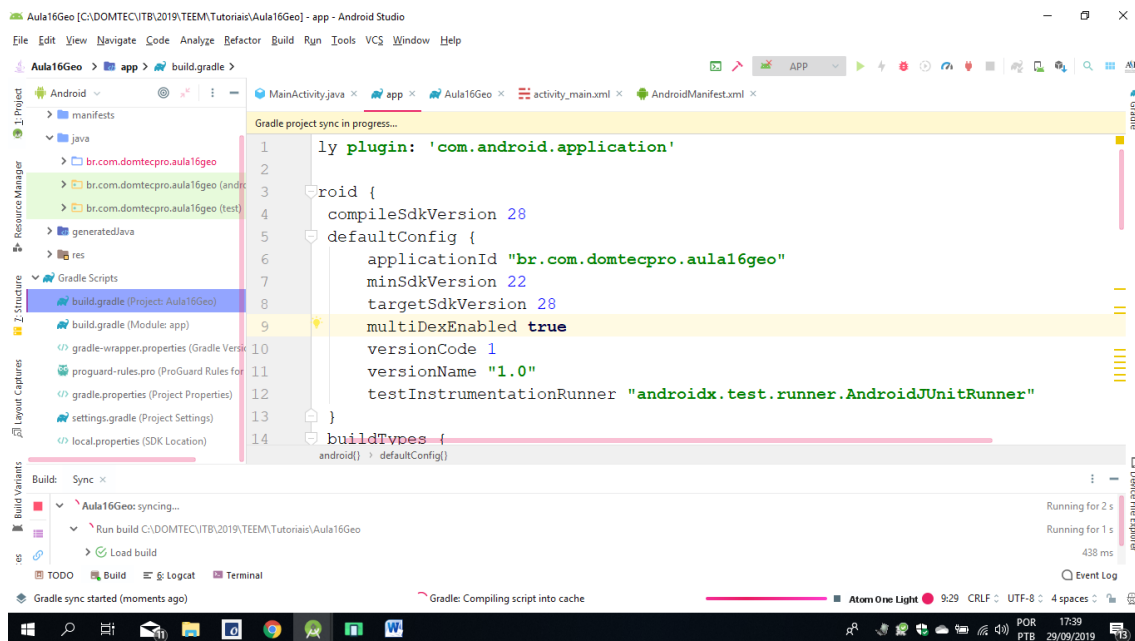 Aula16Geo [C:\DOMTEC\ITB\2019\TEEM\Tutoriais\Aula16Geo] - app - Android Studio
File Edit View Navigate Code Analyze Refactor Build Run Tools VCS Window Help
Aula16Geo app build.gradle
APP
Android
MainActivity.java app Aula16Geo activity_main.xml AndroidManifest.xml
1: Project
Resource Manager
7: Structure
Layout Captures
Build Variants
manifests
java
br.com.domtecpro.aula16geo
br.com.domtecpro.aula16geo (andro
br.com.domtecpro.aula16geo (test)
generatedJava
res
Gradle Scripts
build.gradle (Project: Aula16Geo)
build.gradle (Module: app)
gradle-wrapper.properties (Gradle Versi
proguard-rules.pro (ProGuard Rules for
gradle.properties (Project Properties)
settings.gradle (Project Settings)
local.properties (SDK Location)
Gradle project sync in progress...
1 ly plugin: 'com.android.application'
2
3 roid {
4 compileSdkVersion 28
5 defaultConfig {
6 applicationId "br.com.domtecpro.aula16geo"
7 minSdkVersion 22
8 targetSdkVersion 28
9 multiDexEnabled true
10 versionCode 1
11 versionName "1.0"
12 testInstrumentationRunner "androidx.test.runner.AndroidJUnitRunner"
13 }
14 buildTypes {
android{} defaultConfig{}
Gradle
Device File Explorer
Build: Sync
Aula16Geo: syncing... Running for 2 s
Run build C:\DOMTEC\ITB\2019\TEEM\Tutoriais\Aula16Geo Running for 1 s
Load build 438 ms
TODO Build 6: Logcat Terminal Event Log
Gradle sync started (moments ago) Gradle: Compiling script into cache Atom One Light 9:29 CRLF UTF-8 4 spaces
POR 17:39
PTB 29/09/2019